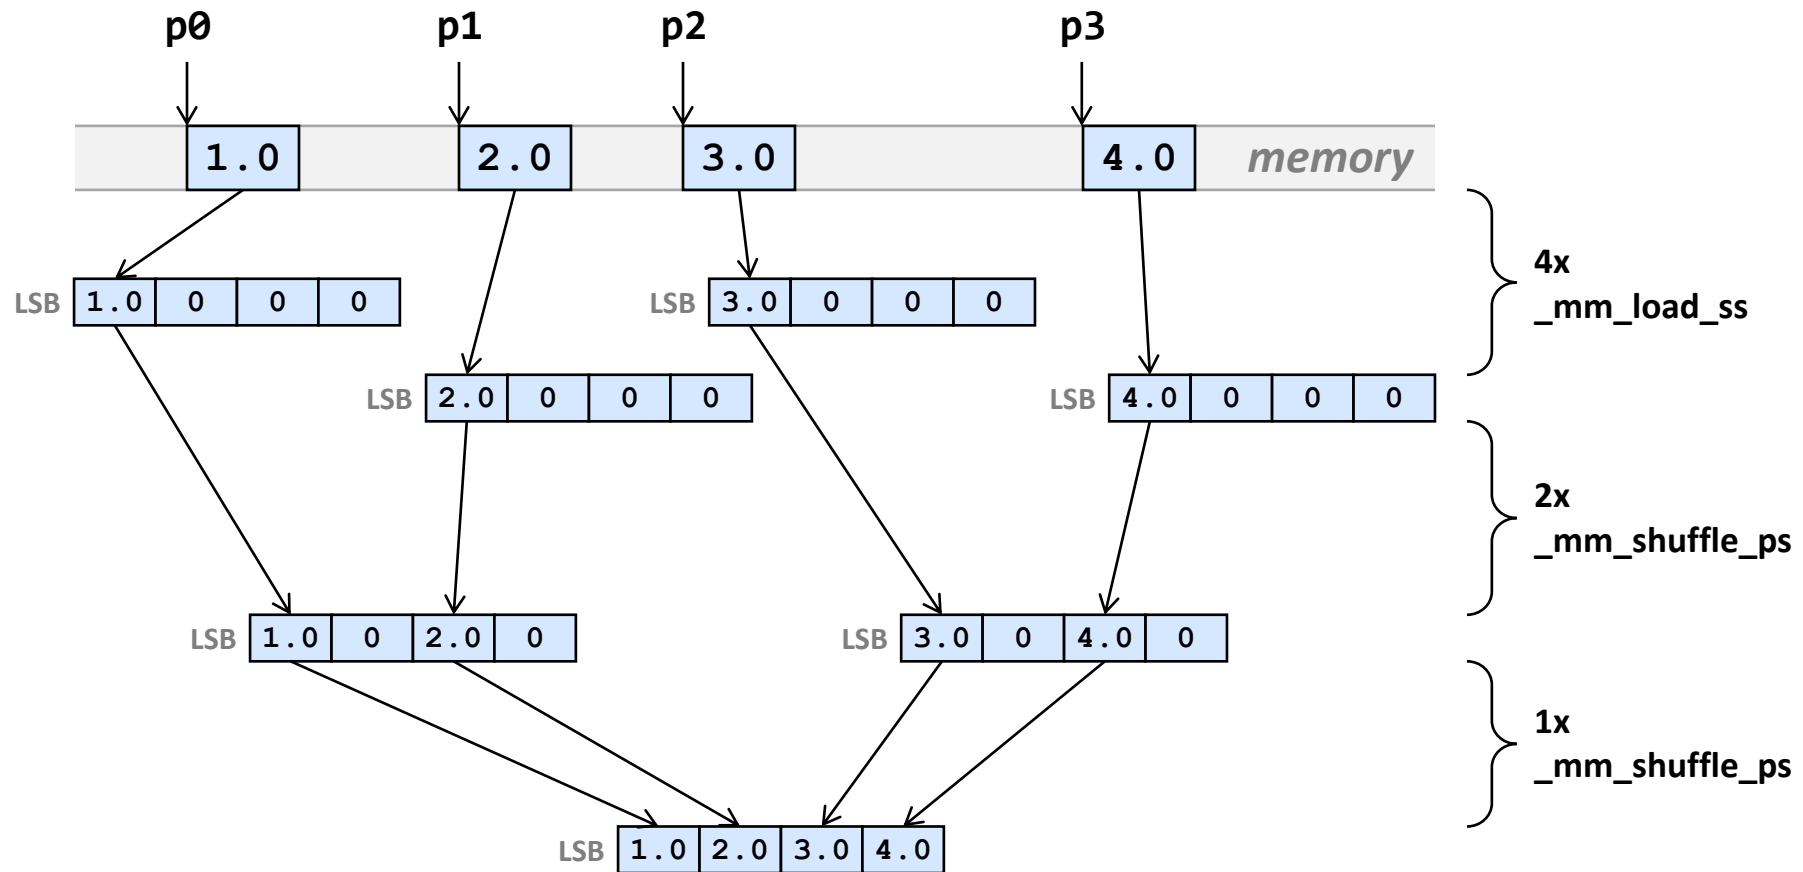 p0 p1 p2 p3
1.0 2.0 3.0 4.0 memory
4x
_mm_load_ss
LSB 1.0 0 0 0 LSB 3.0 0 0 0
LSB 2.0 0 0 0 LSB 4.0 0 0 0
2x
_mm_shuffle_ps
LSB 1.0 0 2.0 0 LSB 3.0 0 4.0 0
1x
_mm_shuffle_ps
LSB 1.0 2.0 3.0 4.0